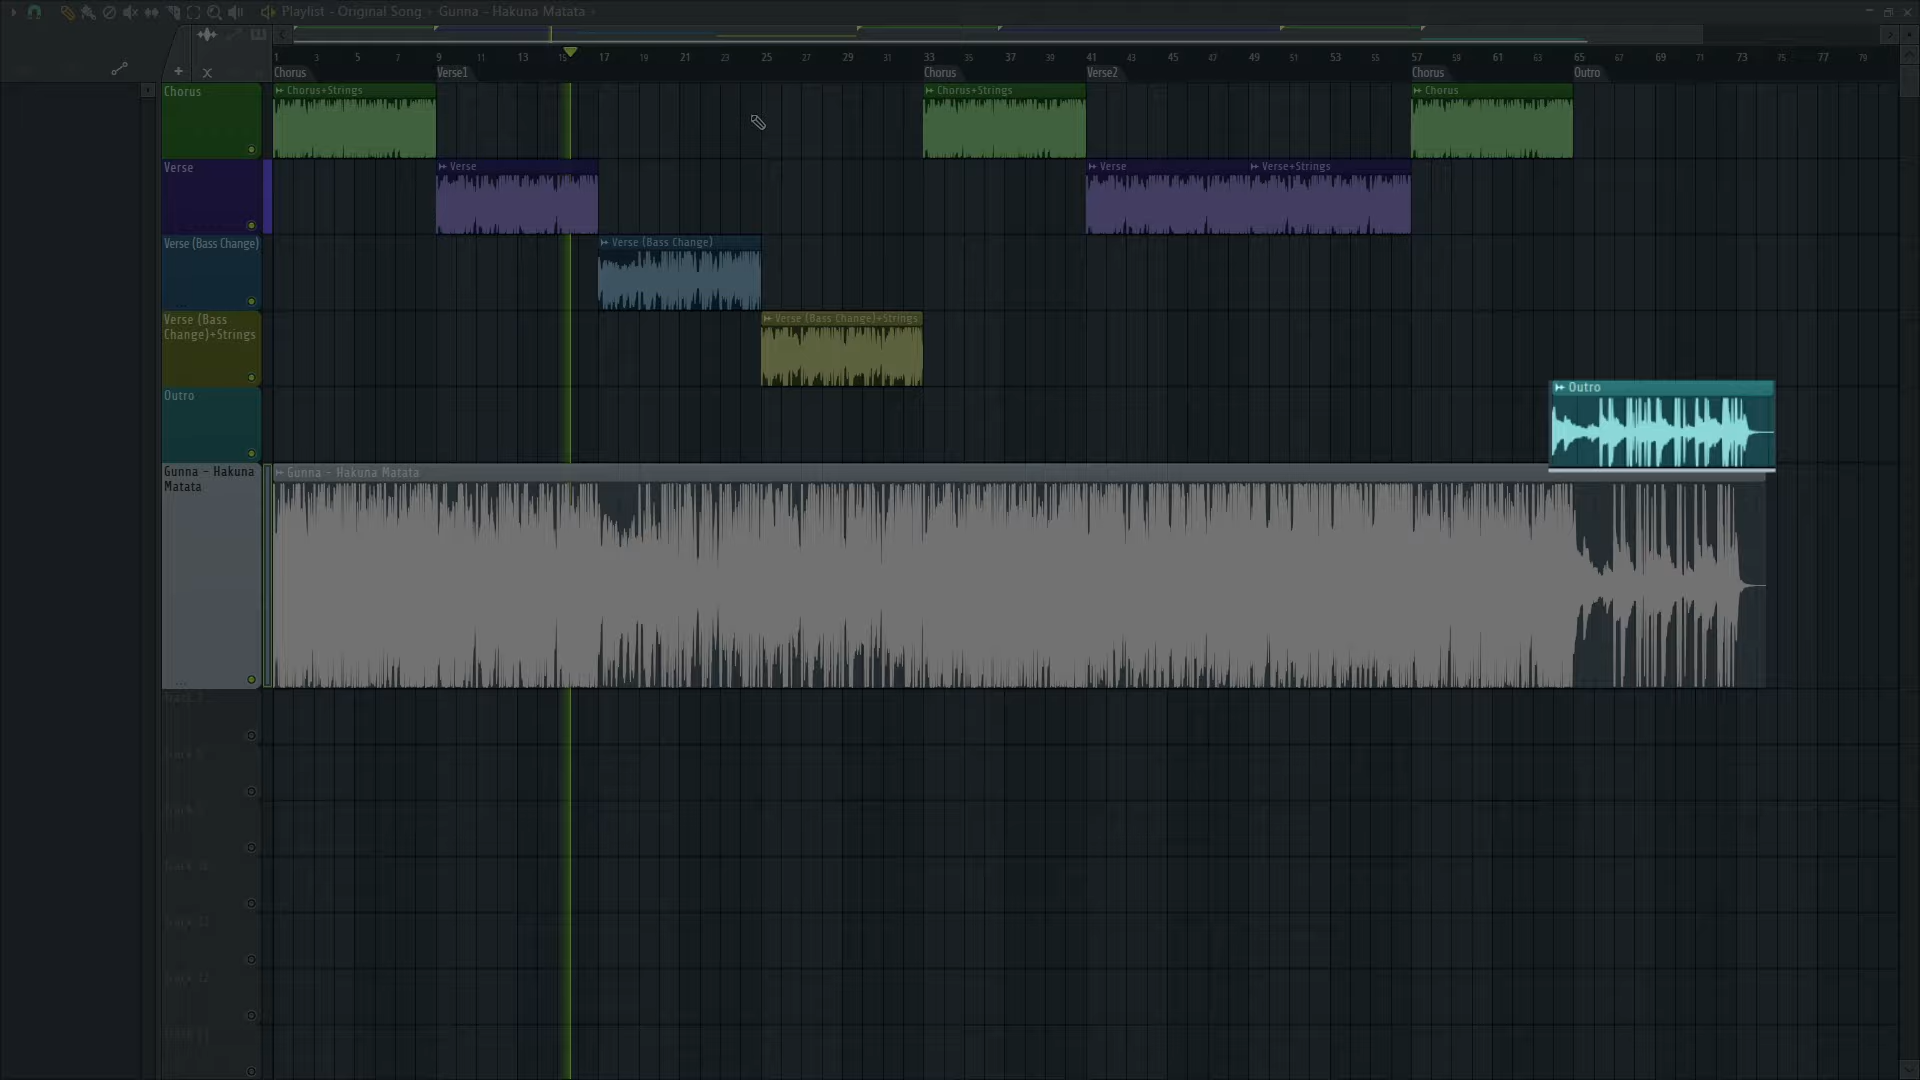 Playlist - Original Song › Gunna - Hakuna Matata ›
1 3 5 7 9 11 13 15 17 19 21 23 25 27 29 31 33 35 37 39 41 43 45 47 49 51 53 55 57 59 61 63 65 67 69 71 73 75 77 79
Chorus Verse1 Chorus Verse2 Chorus Outro
Chorus
Chorus+Strings
Chorus+Strings
Chorus
Verse
Verse
Verse
Verse+Strings
Verse (Bass Change)
Verse (Bass Change)
Verse (Bass
Change)+Strings
Verse (Bass Change)+Strings
Outro
Outro
Gunna - Hakuna
Matata
Gunna - Hakuna Matata
Track 7